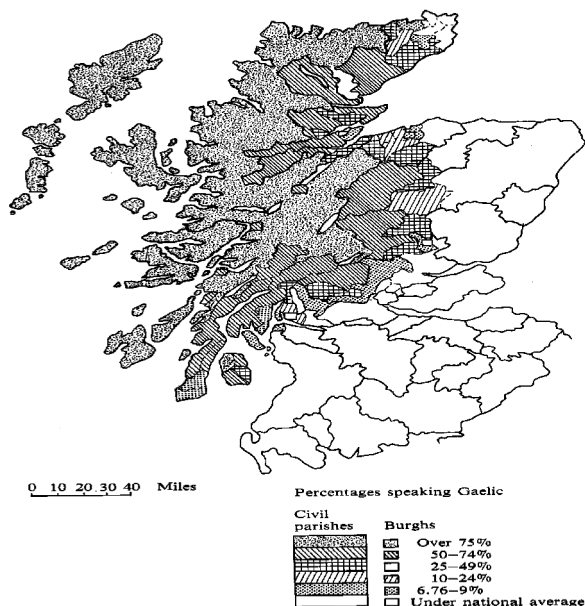 0 10 20 30 40 Miles
Percentages speaking Gaelic
Civil parishes
Burghs
Over 75%
50—74%
25—49%
10—24%
6.76—9%
Under national average